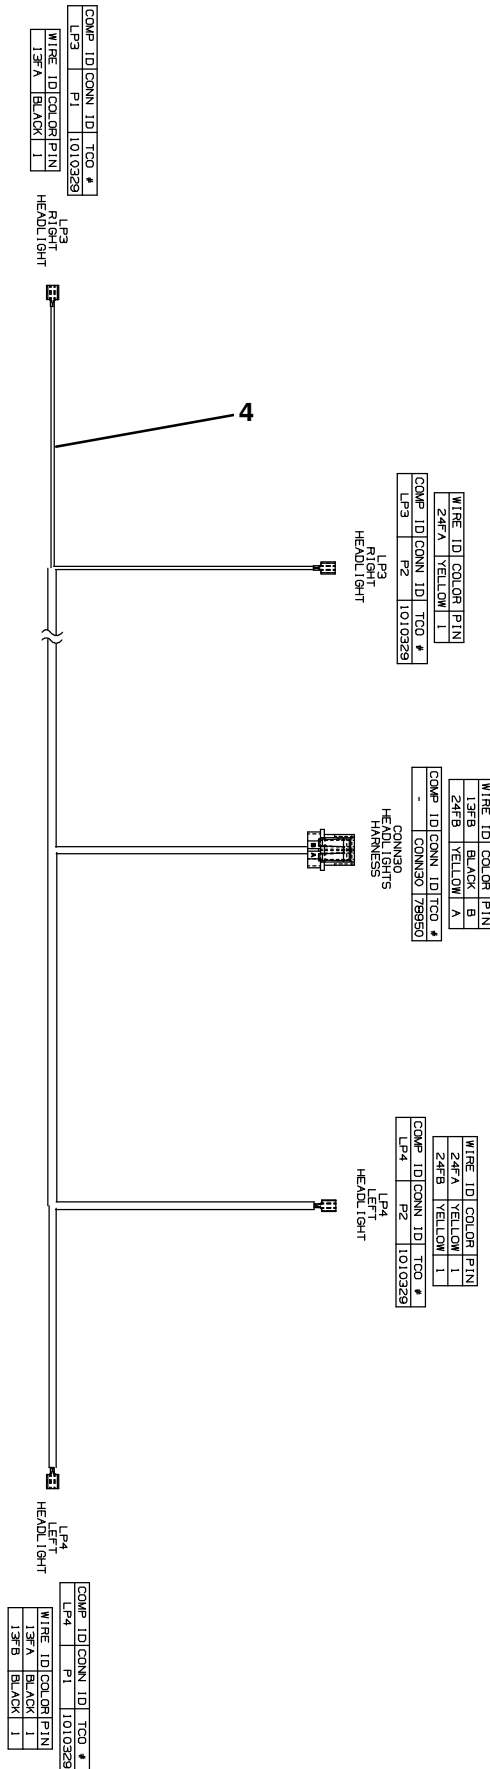 COMP ID CONN ID TCO #
LP3 P1 1010329
WIRE ID COLOR PIN
13FA BLACK 1
LP3
RIGHT
HEADLIGHT
4
WIRE ID COLOR PIN
24FA YELLOW 1
COMP ID CONN ID TCO #
LP3 P2 1010329
LP3
RIGHT
HEADLIGHT
WIRE ID COLOR PIN
13FB BLACK B
24FB YELLOW A
COMP ID CONN ID TCO #
- CONN30 78950
CONN30
HEADLIGHTS
HARNESS
B
A
WIRE ID COLOR PIN
24FA YELLOW 1
24FB YELLOW 1
COMP ID CONN ID TCO #
LP4 P2 1010329
LP4
LEFT
HEADLIGHT
LP4
LEFT
HEADLIGHT
COMP ID CONN ID TCO #
LP4 P1 1010329
WIRE ID COLOR PIN
13FA BLACK 1
13FB BLACK 1